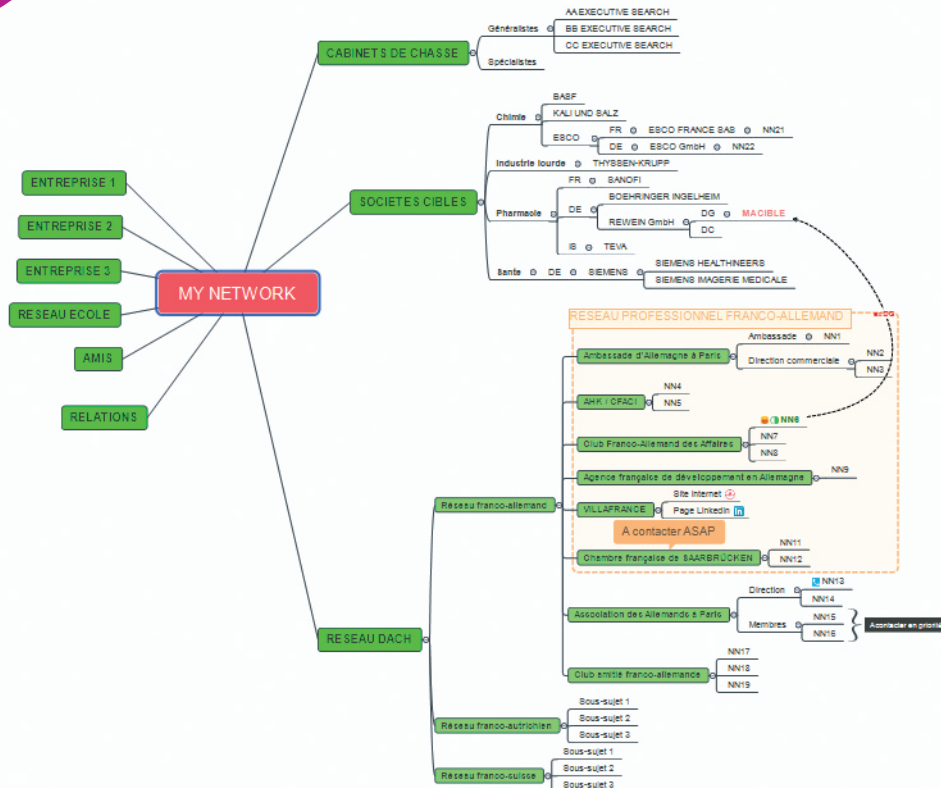 MY NETWORK
ENTREPRISE 1
ENTREPRISE 2
ENTREPRISE 3
RESEAU ECOLE
AMIS
RELATIONS
CABINETS DE CHASSE
Généralistes
AA EXECUTIVE SEARCH
BB EXECUTIVE SEARCH
CC EXECUTIVE SEARCH
Spécialistes
SOCIETES CIBLES
Chimie
BASF
KALI UND SALZ
ESCO
FR
ESCO FRANCE SAS
NN21
DE
ESCO GmbH
NN22
Industrie lourde
THYSSEN-KRUPP
Pharmacie
FR
SANOFI
DE
BOEHRINGER INGELHEIM
REWEIN GmbH
DG
MA CIBLE
DC
IS
TEVA
Sante
DE
SIEMENS
SIEMENS HEALTHINEERS
SIEMENS IMAGERIE MEDICALE
RESEAU DACH
Réseau franco-allemand
RESEAU PROFESSIONNEL FRANCO-ALLEMAND
Ambassade d'Allemagne à Paris
Ambassade
NN1
Direction commerciale
NN2
NN3
AHK / CFACI
NN4
NN5
Club Franco-Allemand des Affaires
NN6
NN7
NN8
Agence française de développement en Allemagne
NN9
VILLAFRANCE
Site Internet
Page LinkedIn
in
A contacter ASAP
Chambre française de SAARBRÜCKEN
NN11
NN12
Association des Allemands à Paris
Direction
NN13
NN14
Membres
NN15
NN16
A contacter en priorité
Club amitié franco-allemande
NN17
NN18
NN19
Réseau franco-autrichien
Sous-sujet 1
Sous-sujet 2
Sous-sujet 3
Réseau franco-suisse
Sous-sujet 1
Sous-sujet 2
Sous-sujet 3